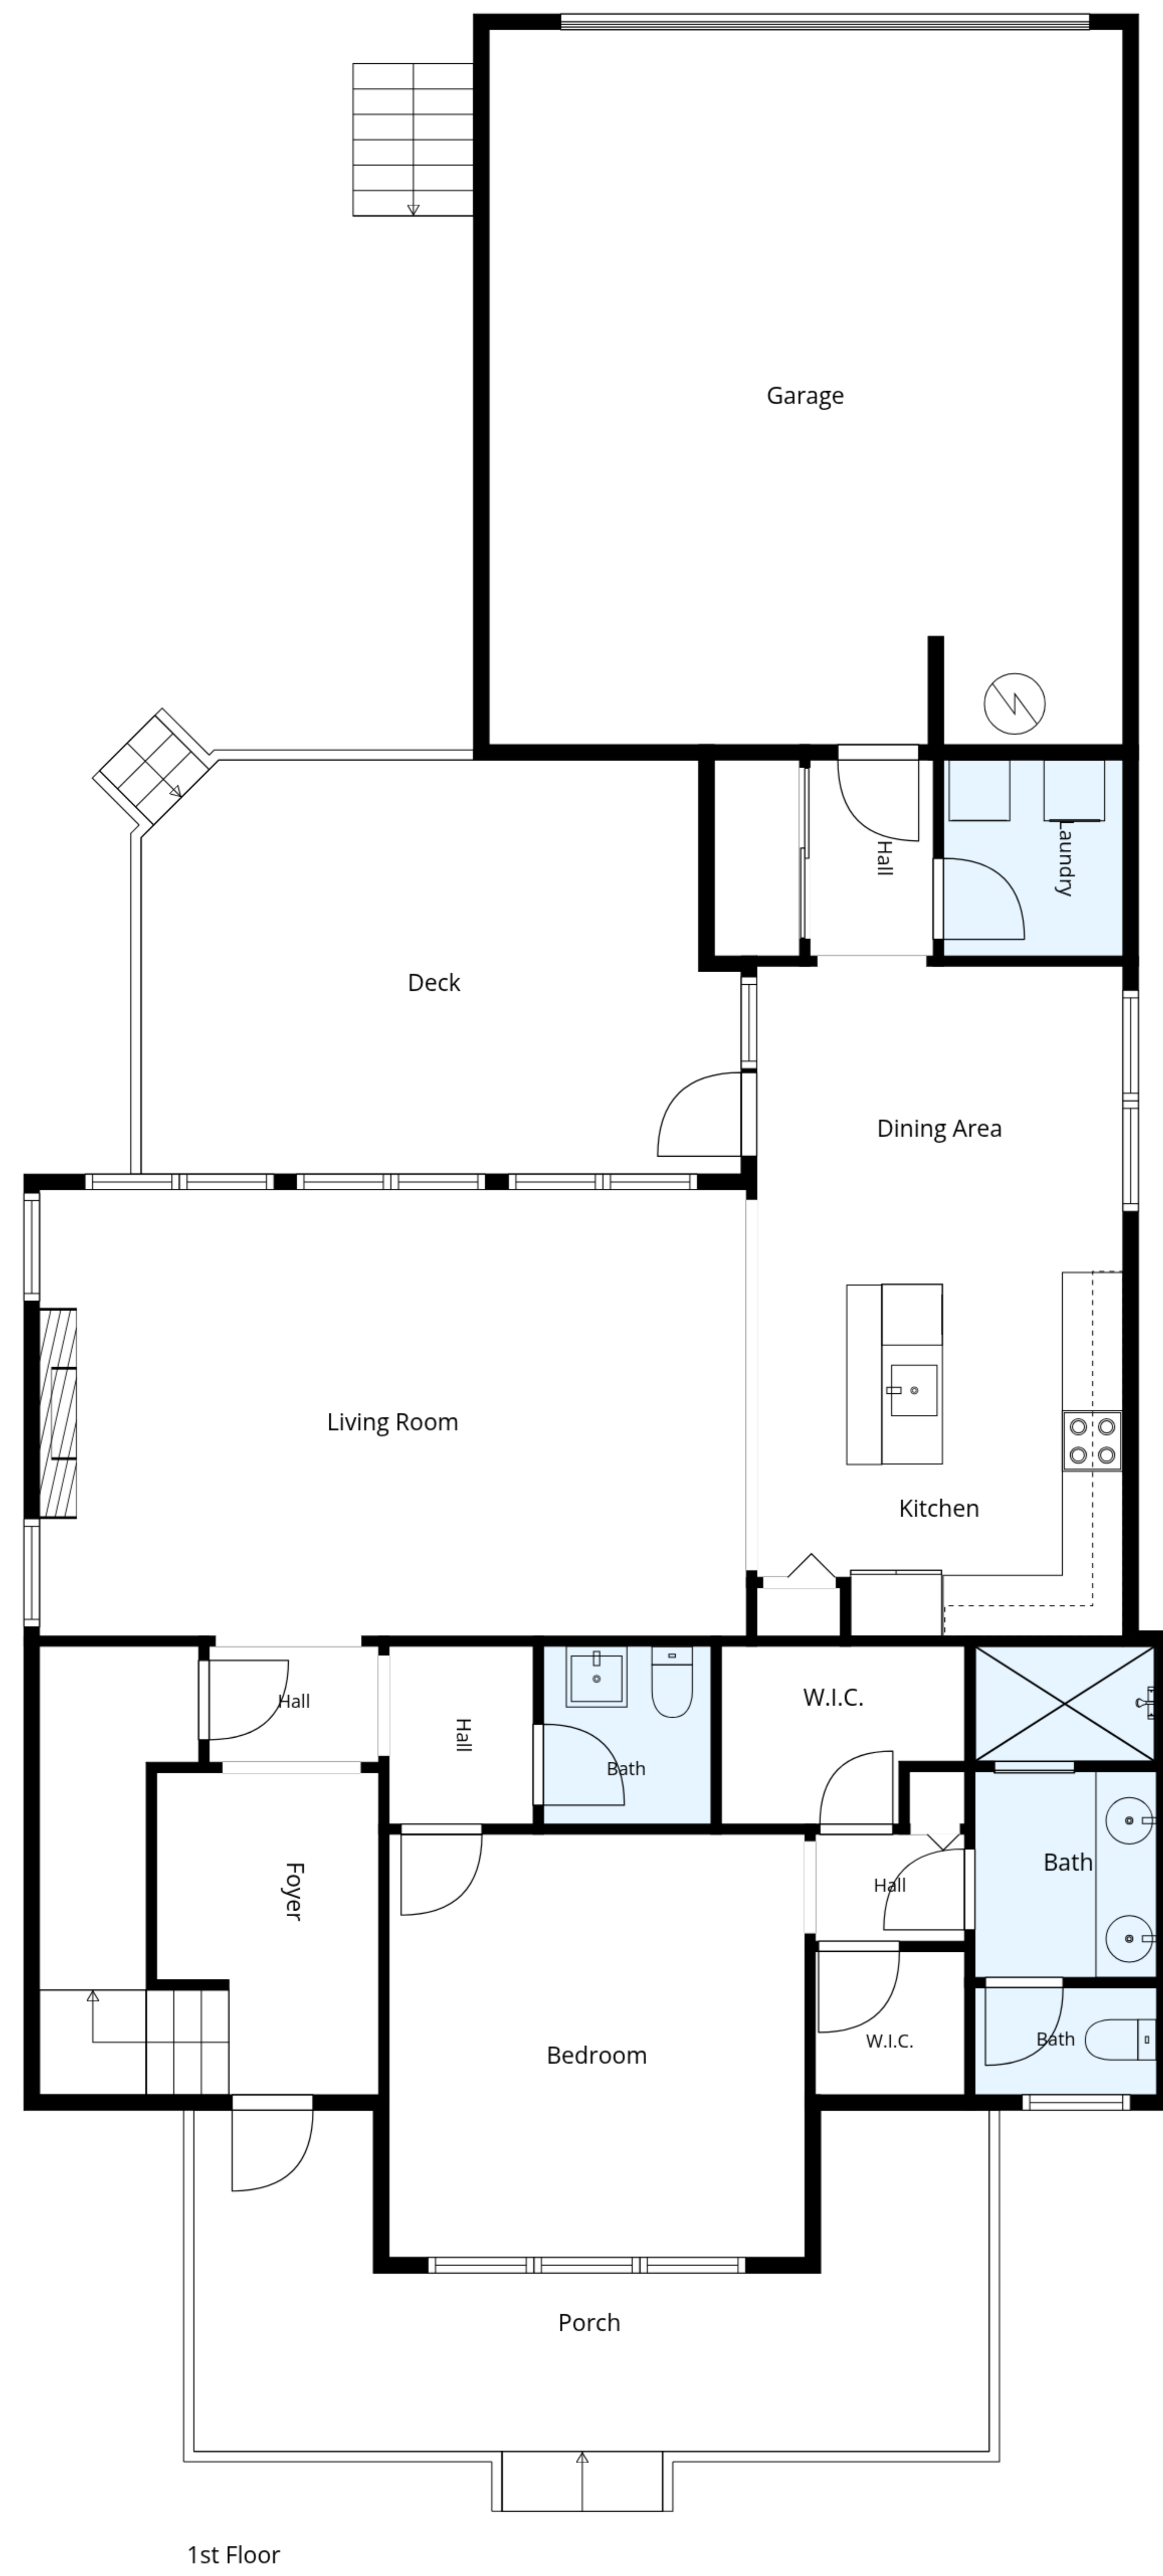 Garage
Hall
Laundry
Deck
Dining Area
Living Room
Kitchen
Hall
Hall
Bath
W.I.C.
Foyer
Hall
Bath
Bedroom
W.I.C.
Bath
Porch
1st Floor